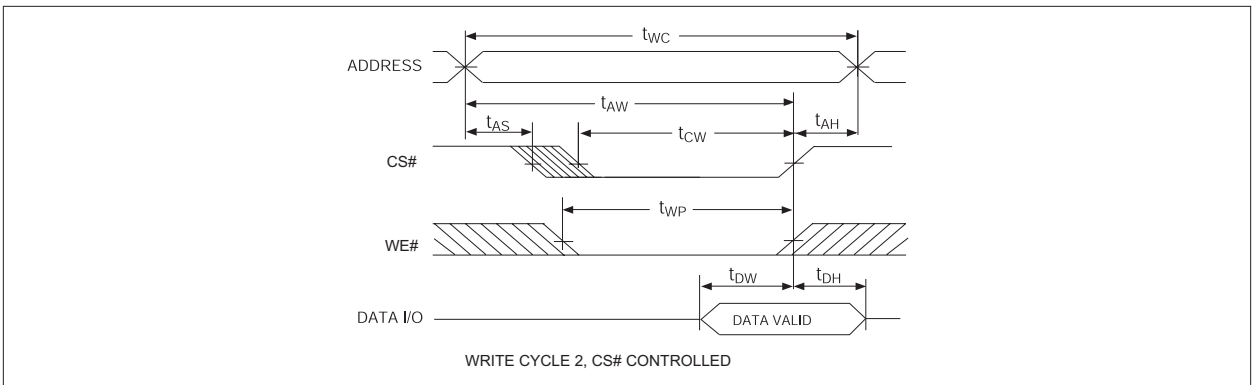 tWC
ADDRESS
tAW
tAS
tCW
tAH
CS#
tWP
WE#
tDW
tDH
DATA I/O
DATA VALID
WRITE CYCLE 2, CS# CONTROLLED